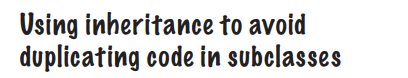 Using inheritance to avoid
duplicating code in subclasses